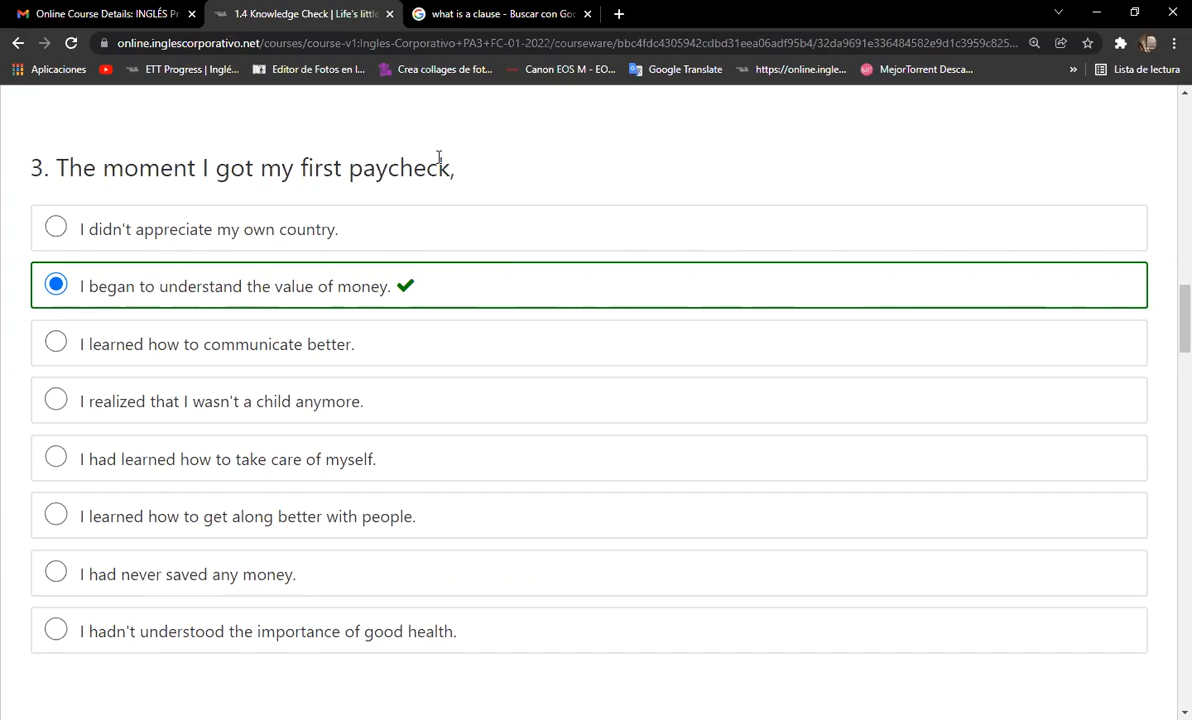 Online Course Details: INGLÉS Pr
1.4 Knowledge Check | Life's little
what is a clause - Buscar con Goo
online.inglescorporativo.net/courses/course-v1:Ingles-Corporativo+PA3+FC-01-2022/courseware/bbc4fdc4305942cdbd31eea06adf95b4/32da9691e336484582e9d1c3959c825...
Aplicaciones
ETT Progress | Inglé...
Editor de Fotos en l...
Crea collages de fot...
Canon EOS M - EO...
Google Translate
https://online.ingle...
MejorTorrent Desca...
»
Lista de lectura
3. The moment I got my first paycheck,
I didn't appreciate my own country.
I began to understand the value of money.
I learned how to communicate better.
I realized that I wasn't a child anymore.
I had learned how to take care of myself.
I learned how to get along better with people.
I had never saved any money.
I hadn't understood the importance of good health.